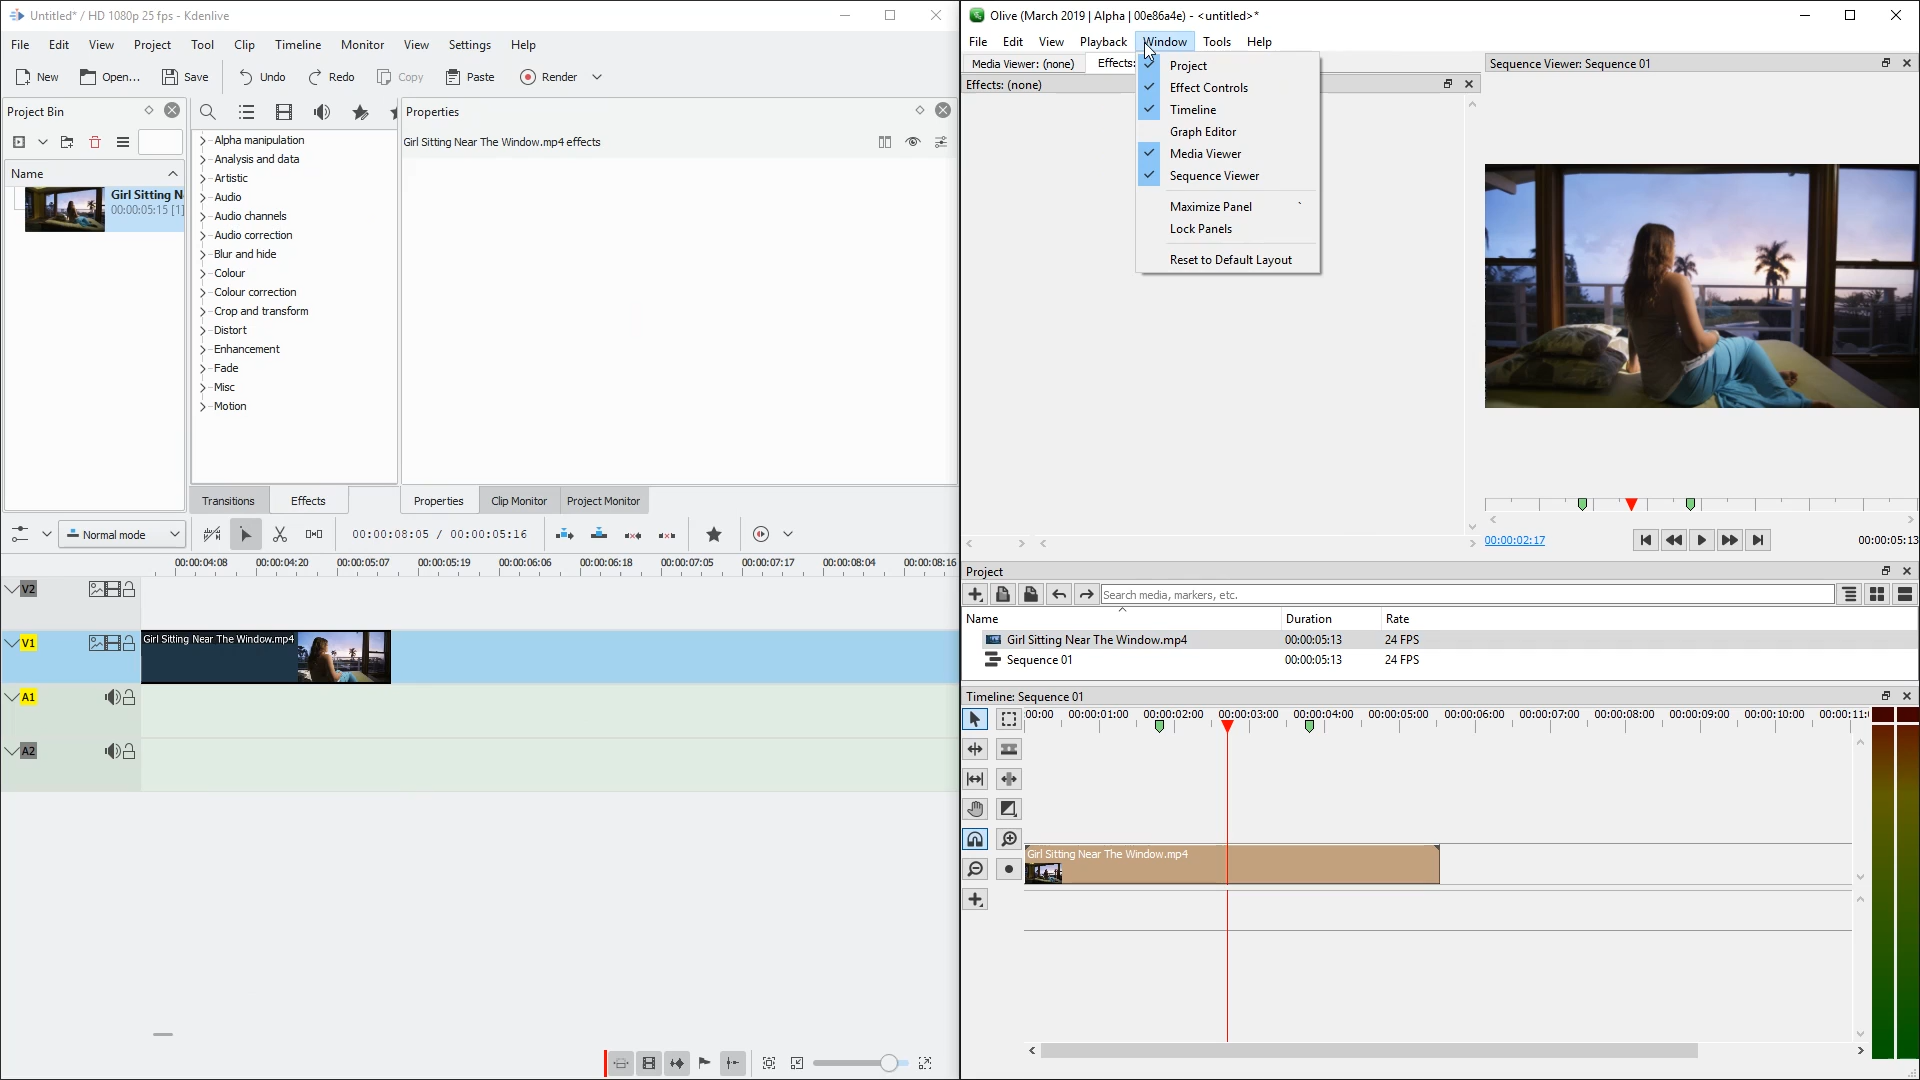 Untitled* / HD 1080p 25 fps - Kdenlive
File Edit View Project Tool Clip Timeline Monitor View Settings Help
New Open... Save Undo Redo Copy Paste Render
Project Bin
Name
Girl Sitting N
00:00:05:15 [1]
Alpha manipulation
Analysis and data
Artistic
Audio
Audio channels
Audio correction
Blur and hide
Colour
Colour correction
Crop and transform
Distort
Enhancement
Fade
Misc
Motion
Transitions Effects
Properties
Girl Sitting Near The Window.mp4 effects
Properties Clip Monitor Project Monitor
Normal mode
00:00:08:05 / 00:00:05:16
00:00:04:08 00:00:04:20 00:00:05:07 00:00:05:19 00:00:06:06 00:00:06:18 00:00:07:05 00:00:07:17 00:00:08:04 00:00:08:16
V2
V1
Girl Sitting Near The Window.mp4
A1
A2
Olive (March 2019 | Alpha | 00e86a4e) - <untitled>*
File Edit View Playback Window Tools Help
Media Viewer: (none) Effects:
Effects: (none)
Project
Effect Controls
Timeline
Graph Editor
Media Viewer
Sequence Viewer
Maximize Panel `
Lock Panels
Reset to Default Layout
Sequence Viewer: Sequence 01
00:00:02:17
00:00:05:13
Project
Search media, markers, etc.
Name Duration Rate
Girl Sitting Near The Window.mp4 00:00:05:13 24 FPS
Sequence 01 00:00:05:13 24 FPS
Timeline: Sequence 01
00:00 00:00:01:00 00:00:02:00 00:00:03:00 00:00:04:00 00:00:05:00 00:00:06:00 00:00:07:00 00:00:08:00 00:00:09:00 00:00:10:00 00:00:11:
Girl Sitting Near The Window.mp4